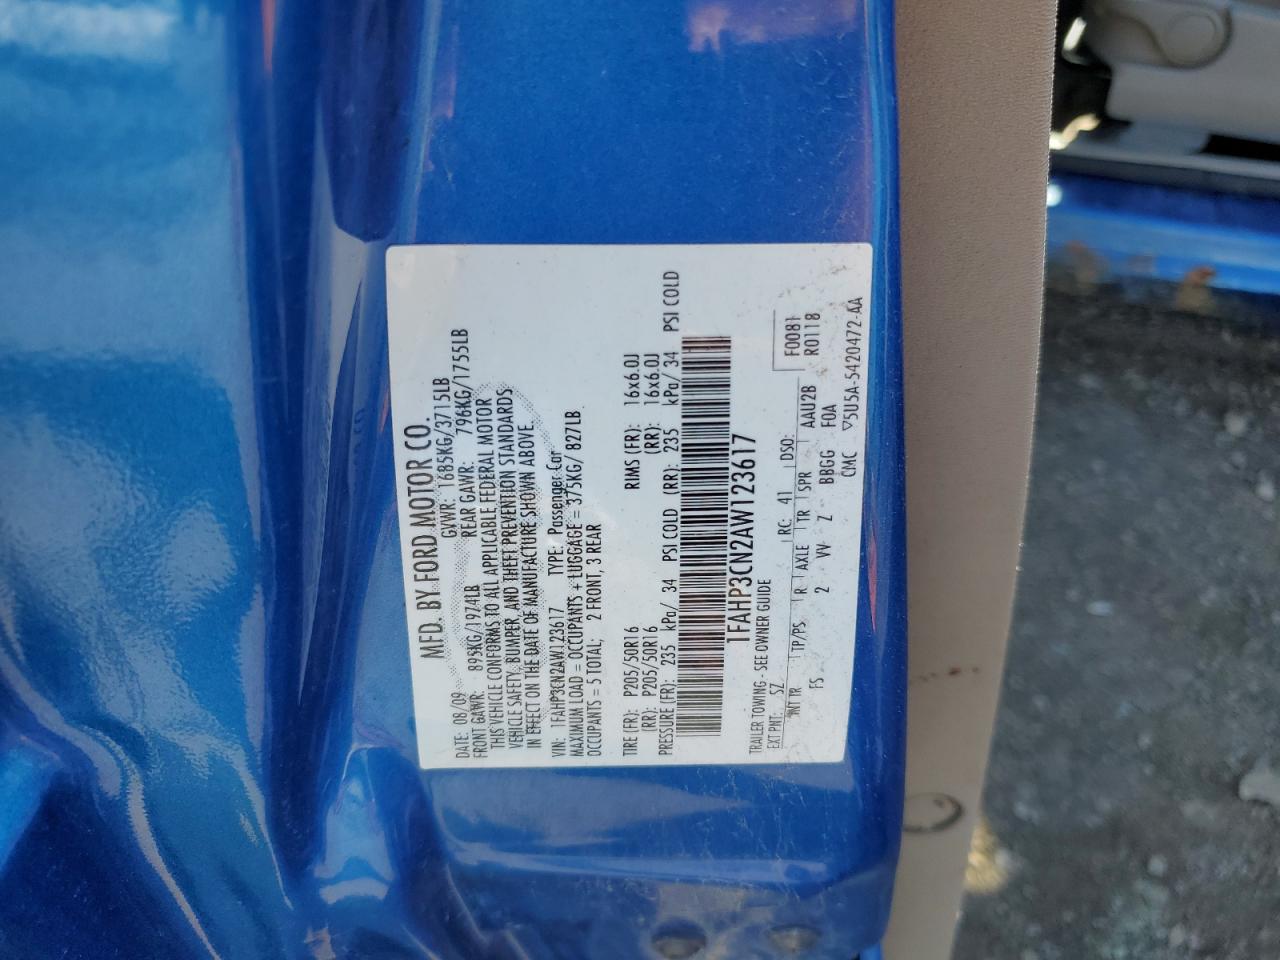 MFD. BY FORD MOTOR CO.
DATE: 08/09 GVWR: 1685KG/3715LB
FRONT GAWR: 895KG/1974LB REAR GAWR: 796KG/1755LB
THIS VEHICLE CONFORMS TO ALL APPLICABLE FEDERAL MOTOR
VEHICLE SAFETY, BUMPER, AND THEFT PREVENTION STANDARDS
IN EFFECT ON THE DATE OF MANUFACTURE SHOWN ABOVE.
VIN: 1FAHP3CN2AW123617 TYPE: Passenger Car
MAXIMUM LOAD = OCCUPANTS + LUGGAGE = 375KG/ 827LB
OCCUPANTS = 5 TOTAL; 2 FRONT, 3 REAR
TIRE (FR): P205/50R16 RIMS (FR): 16x6.0J
(RR): P205/50R16 (RR): 16x6.0J
PRESSURE (FR): 235 kPa/ 34 PSI COLD (RR): 235 kPa/ 34 PSI COLD
1FAHP3CN2AW123617
TRAILER TOWING - SEE OWNER GUIDE
EXT PNT: SZ RC: 41 DSO: F0081
R0118
INT TR TP/PS R AXLE TR SPR AAU2B
FS 2 VV Z BBGG FOA
CMC ▽5U5A-5420472-AA